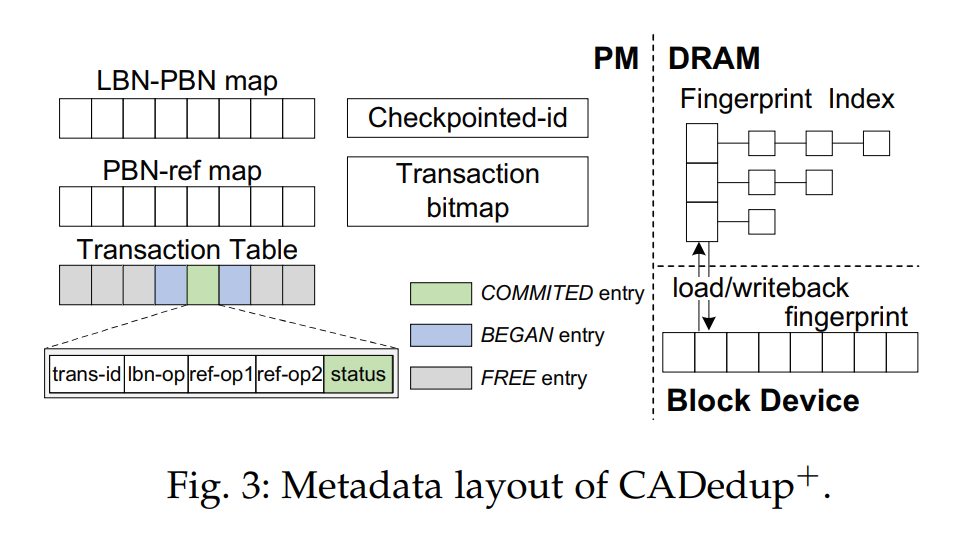 PM
DRAM
LBN-PBN map
Checkpointed-id
PBN-ref map
Transaction
bitmap
Transaction Table
trans-id lbn-op ref-op1 ref-op2 status
COMMITED entry
BEGAN entry
FREE entry
Fingerprint Index
load/writeback
fingerprint
Block Device
Fig. 3: Metadata layout of CADedup+.